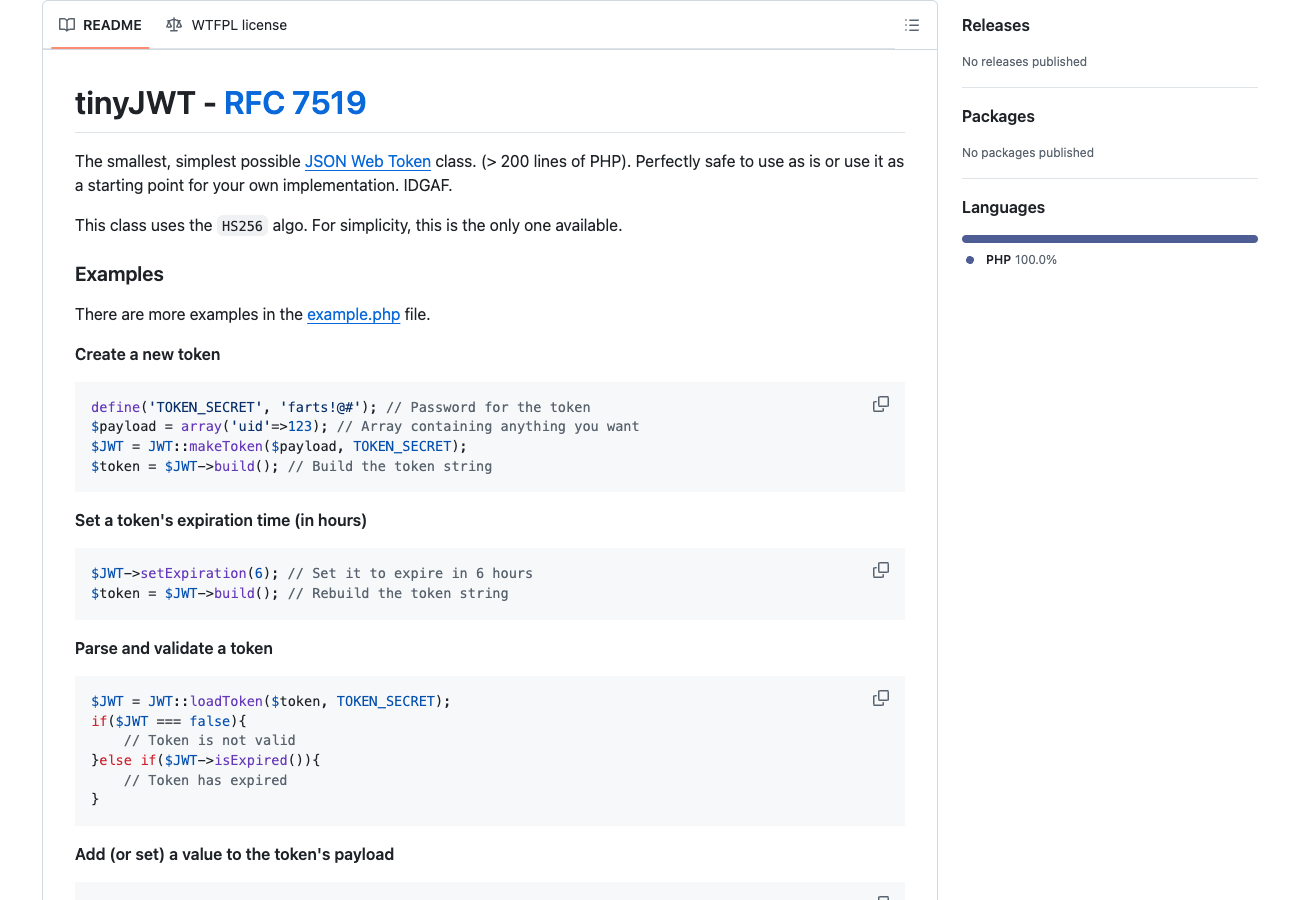 README
WTFPL license
tinyJWT - RFC 7519
The smallest, simplest possible JSON Web Token class. (> 200 lines of PHP). Perfectly safe to use as is or use it as
a starting point for your own implementation. IDGAF.
This class uses the HS256 algo. For simplicity, this is the only one available.
Examples
There are more examples in the example.php file.
Create a new token
define('TOKEN_SECRET', 'farts!@#'); // Password for the token
$payload = array('uid'=>123); // Array containing anything you want
$JWT = JWT::makeToken($payload, TOKEN_SECRET);
$token = $JWT->build(); // Build the token string
Set a token's expiration time (in hours)
$JWT->setExpiration(6); // Set it to expire in 6 hours
$token = $JWT->build(); // Rebuild the token string
Parse and validate a token
$JWT = JWT::loadToken($token, TOKEN_SECRET);
if($JWT === false){
    // Token is not valid
}else if($JWT->isExpired()){
    // Token has expired
}
Add (or set) a value to the token's payload
Releases
No releases published
Packages
No packages published
Languages
PHP 100.0%